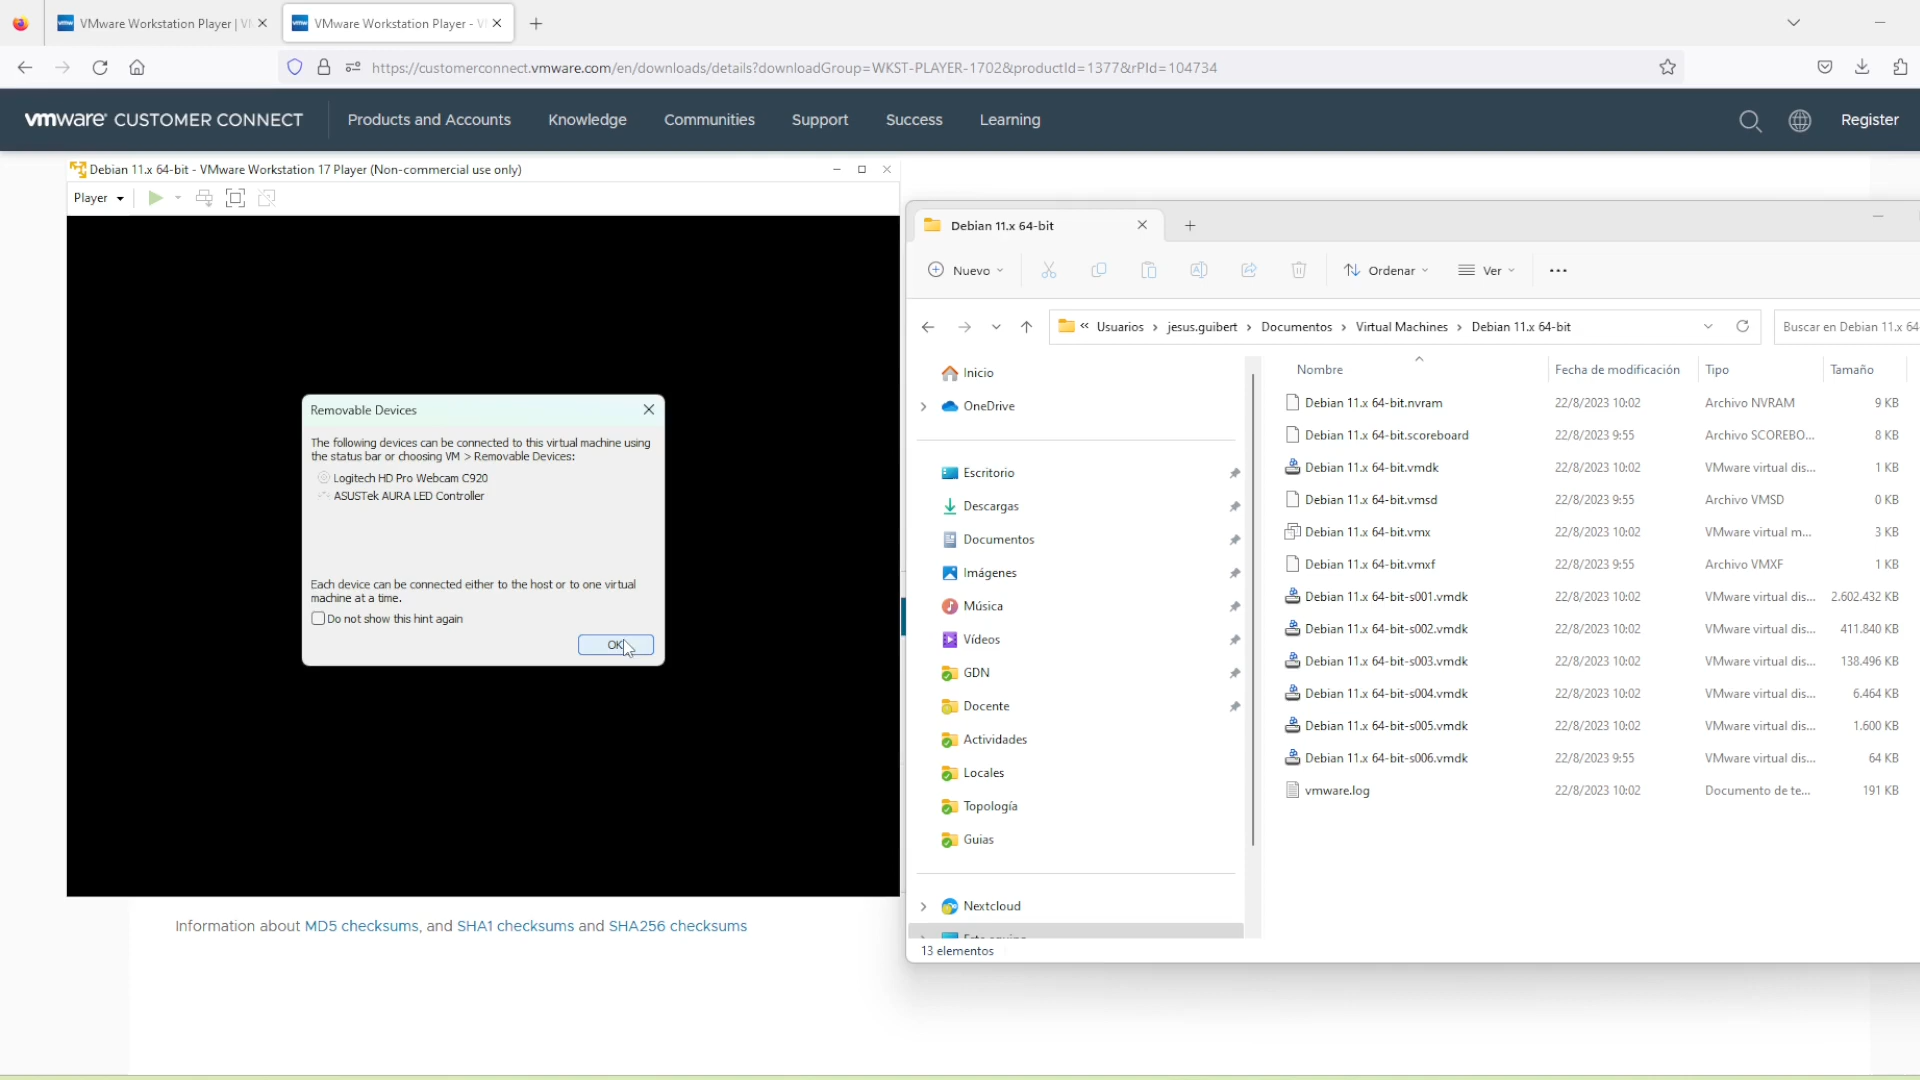 VMware Workstation Player | V
VMware Workstation Player - V
https://customerconnect.vmware.com/en/downloads/details?downloadGroup=WKST-PLAYER-1702&productId=1377&rPId=104734
vmware® CUSTOMER CONNECT
Products and Accounts
Knowledge
Communities
Support
Success
Learning
Register
Debian 11.x 64-bit - VMware Workstation 17 Player (Non-commercial use only)
Player
Removable Devices
The following devices can be connected to this virtual machine using
the status bar or choosing VM > Removable Devices:
Logitech HD Pro Webcam C920
ASUSTek AURA LED Controller
Each device can be connected either to the host or to one virtual
machine at a time.
Do not show this hint again
OK
Information about MD5 checksums, and SHA1 checksums and SHA256 checksums
Debian 11.x 64-bit
Nuevo
Ordenar
Ver
« Usuarios > jesus.guibert > Documentos > Virtual Machines > Debian 11.x 64-bit
Buscar en Debian 11.x 64
Inicio
OneDrive
Escritorio
Descargas
Documentos
Imágenes
Música
Vídeos
GDN
Docente
Actividades
Locales
Topología
Guias
Nextcloud
Nombre Fecha de modificación Tipo Tamaño
Debian 11.x 64-bit.nvram 22/8/2023 10:02 Archivo NVRAM 9 KB
Debian 11.x 64-bit.scoreboard 22/8/2023 9:55 Archivo SCOREBO... 8 KB
Debian 11.x 64-bit.vmdk 22/8/2023 10:02 VMware virtual dis... 1 KB
Debian 11.x 64-bit.vmsd 22/8/2023 9:55 Archivo VMSD 0 KB
Debian 11.x 64-bit.vmx 22/8/2023 10:02 VMware virtual m... 3 KB
Debian 11.x 64-bit.vmxf 22/8/2023 9:55 Archivo VMXF 1 KB
Debian 11.x 64-bit-s001.vmdk 22/8/2023 10:02 VMware virtual dis... 2.602.432 KB
Debian 11.x 64-bit-s002.vmdk 22/8/2023 10:02 VMware virtual dis... 411.840 KB
Debian 11.x 64-bit-s003.vmdk 22/8/2023 10:02 VMware virtual dis... 138.496 KB
Debian 11.x 64-bit-s004.vmdk 22/8/2023 10:02 VMware virtual dis... 6.464 KB
Debian 11.x 64-bit-s005.vmdk 22/8/2023 10:02 VMware virtual dis... 1.600 KB
Debian 11.x 64-bit-s006.vmdk 22/8/2023 9:55 VMware virtual dis... 64 KB
vmware.log 22/8/2023 10:02 Documento de te... 191 KB
13 elementos